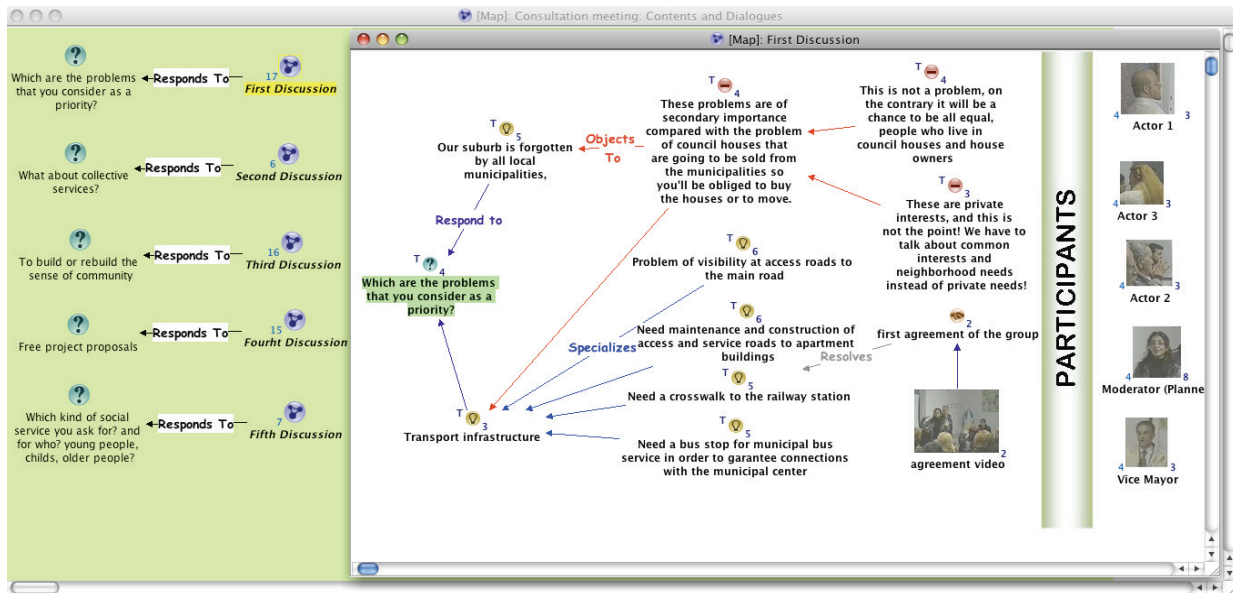 [Map]: Consultation meeting: Contents and Dialogues
Which are the problems
that you consider as a
priority?
Responds To
17
First Discussion
What about collective
services?
Responds To
6
Second Discussion
To build or rebuild the
sense of community
Responds To
16
Third Discussion
Free project proposals
Responds To
15
Fourht Discussion
Which kind of social
service you ask for? and
for who? young people,
childs, older people?
Responds To
7
Fifth Discussion
[Map]: First Discussion
T
5
Our suburb is forgotten
by all local
municipalities,
Objects
To
T
4
These problems are of
secondary importance
compared with the problem
of council houses that
are going to be sold from
the municipalities so
you'll be obliged to buy
the houses or to move.
T
4
This is not a problem, on
the contrary it will be a
chance to be all equal,
people who live in
council houses and house
owners
T
3
These are private
interests, and this is
not the point! We have to
talk about common
interests and
neighborhood needs
instead of private needs!
Respond to
T
4
Which are the problems
that you consider as a
priority?
T
6
Problem of visibility at access roads to
the main road
T
6
Need maintenance and construction of
access and service roads to apartment
buildings
Specializes
Resolves
2
first agreement of the group
T
5
Need a crosswalk to the railway station
T
3
Transport infrastructure
T
5
Need a bus stop for municipal bus
service in order to garantee connections
with the municipal center
2
agreement video
PARTICIPANTS
4
3
Actor 1
4
3
Actor 3
4
3
Actor 2
4
8
Moderator (Planne
4
3
Vice Mayor